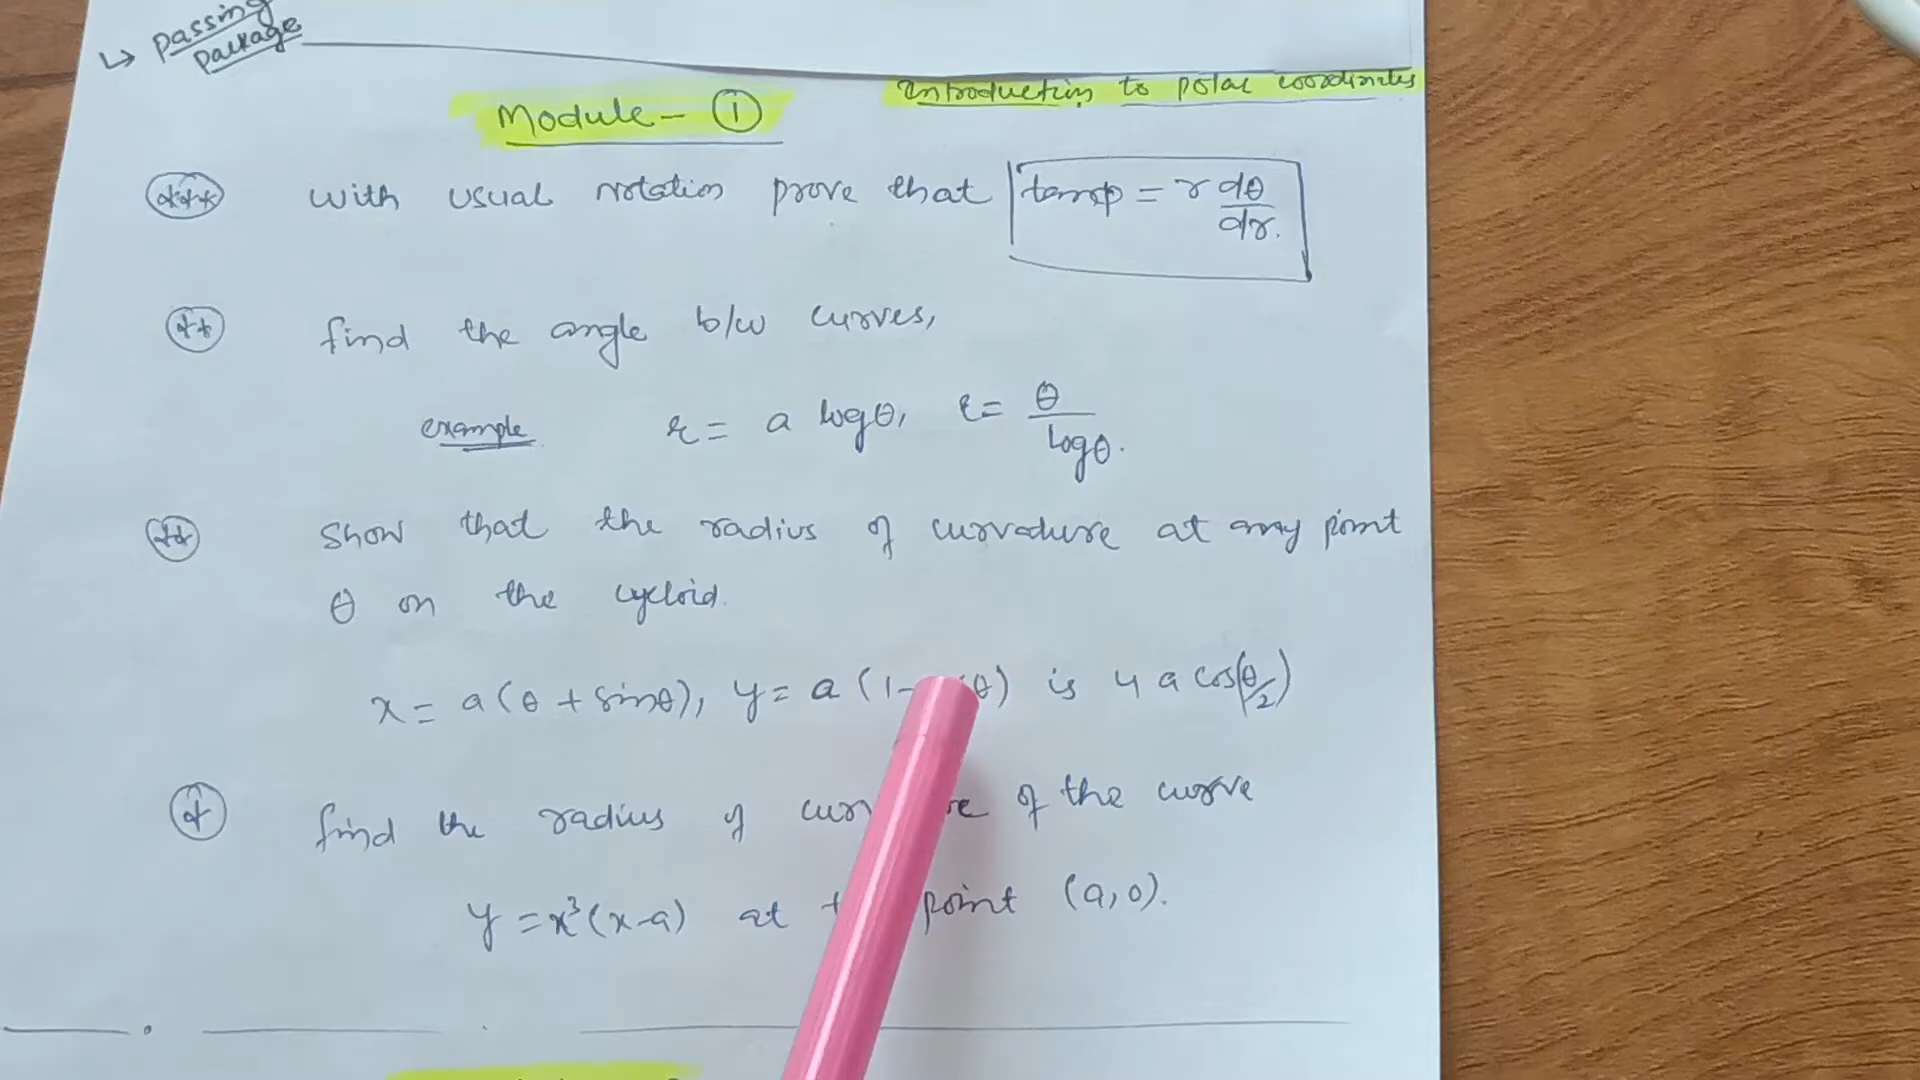 ↳ passing package
Introduction to polar coordinates
Module - ①
*** with usual notation prove that tanφ = r dθ/dr.
** find the angle b/w curves,
example r = a logθ, r = θ/logθ.
** Show that the radius of curvature at any point
θ on the cycloid.
x = a(θ + sinθ), y = a(1- θ) is 4 a cos(θ/2)
* find the radius of of the curve
y = x³(x-a) at point (a,0).